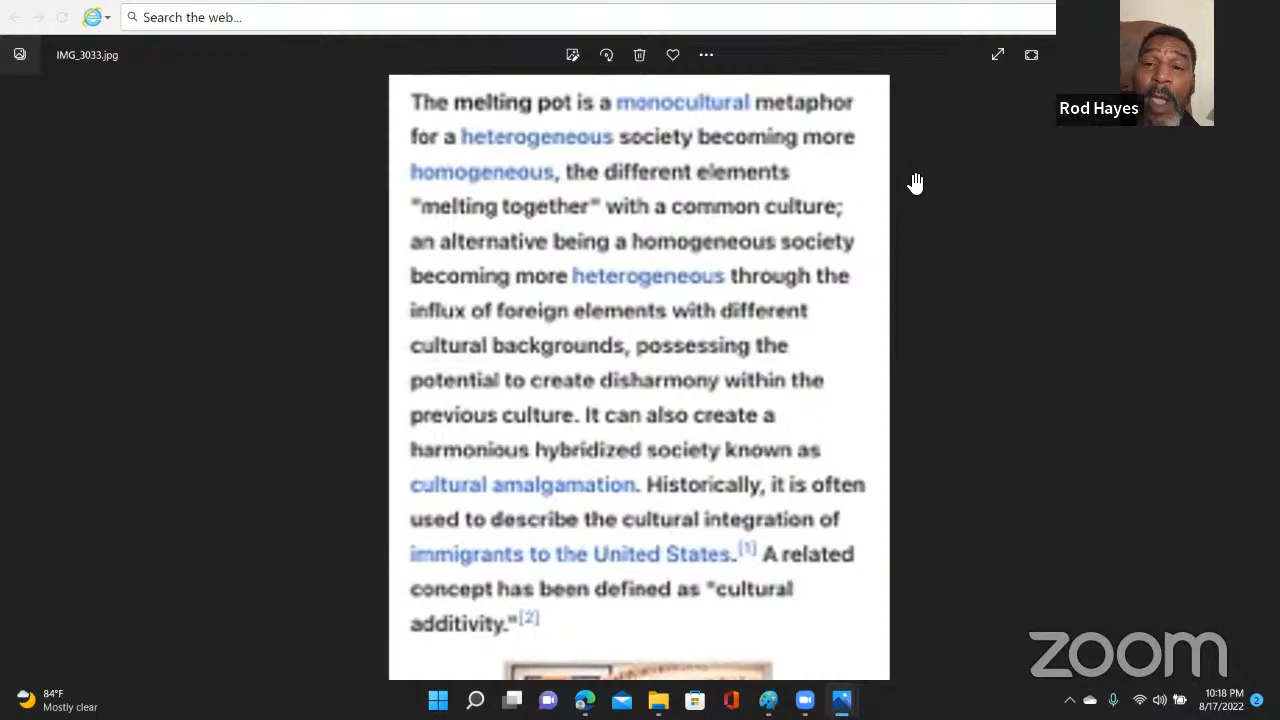 Search the web...
IMG_3033.jpg
Rod Hayes
The melting pot is a monocultural metaphor
for a heterogeneous society becoming more
homogeneous, the different elements
"melting together" with a common culture;
an alternative being a homogeneous society
becoming more heterogeneous through the
influx of foreign elements with different
cultural backgrounds, possessing the
potential to create disharmony within the
previous culture. It can also create a
harmonious hybridized society known as
cultural amalgamation. Historically, it is often
used to describe the cultural integration of
immigrants to the United States.[1] A related
concept has been defined as "cultural
additivity."[2]
zoom
84°F
Mostly clear
10:18 PM
8/17/2022
2